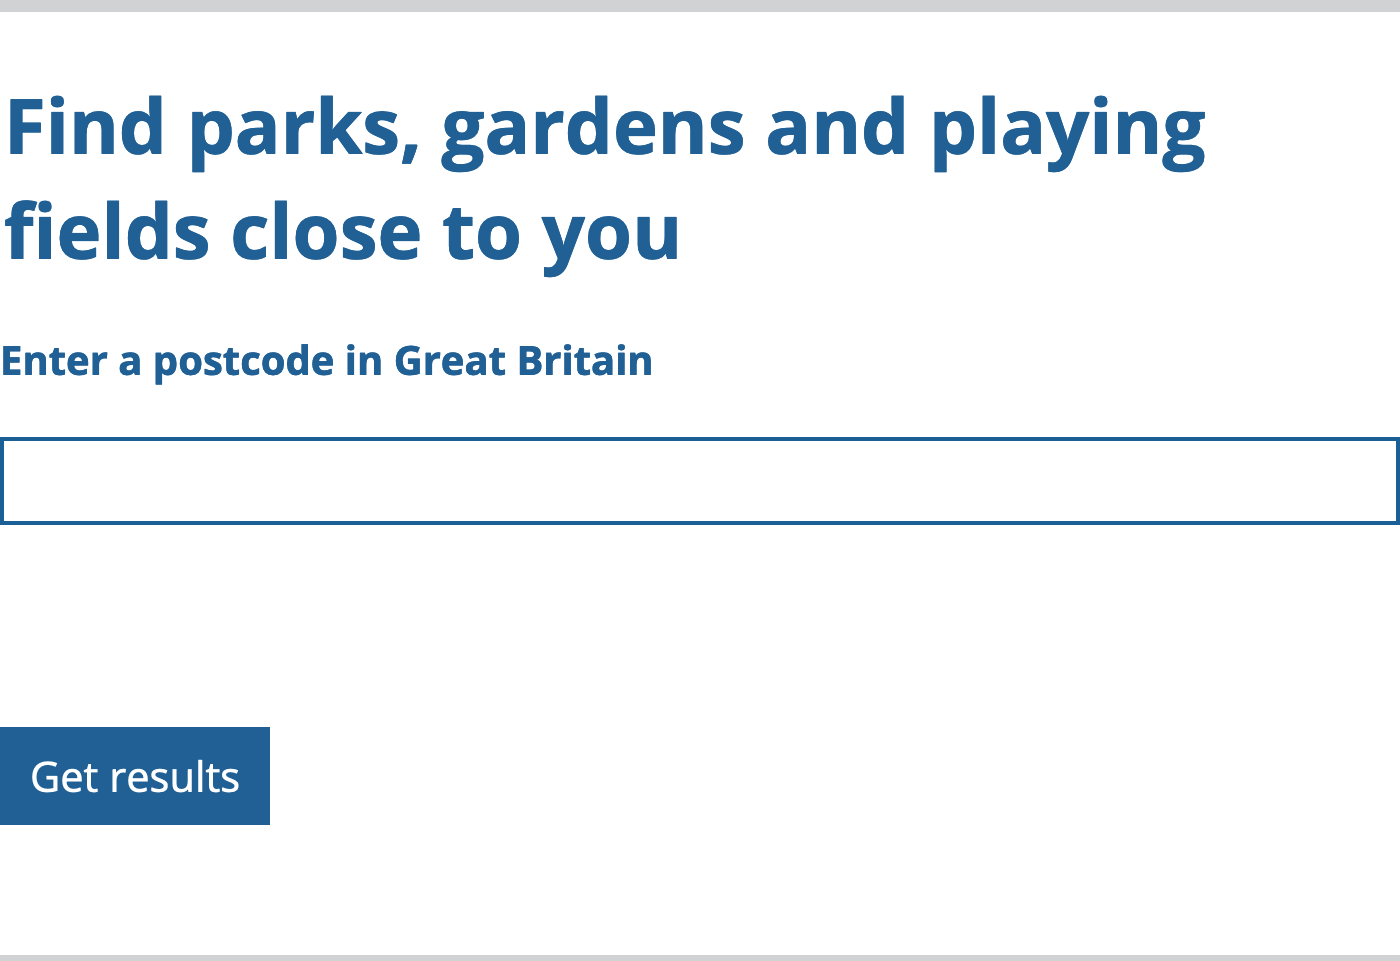 Find parks, gardens and playing
fields close to you
Enter a postcode in Great Britain
Get results